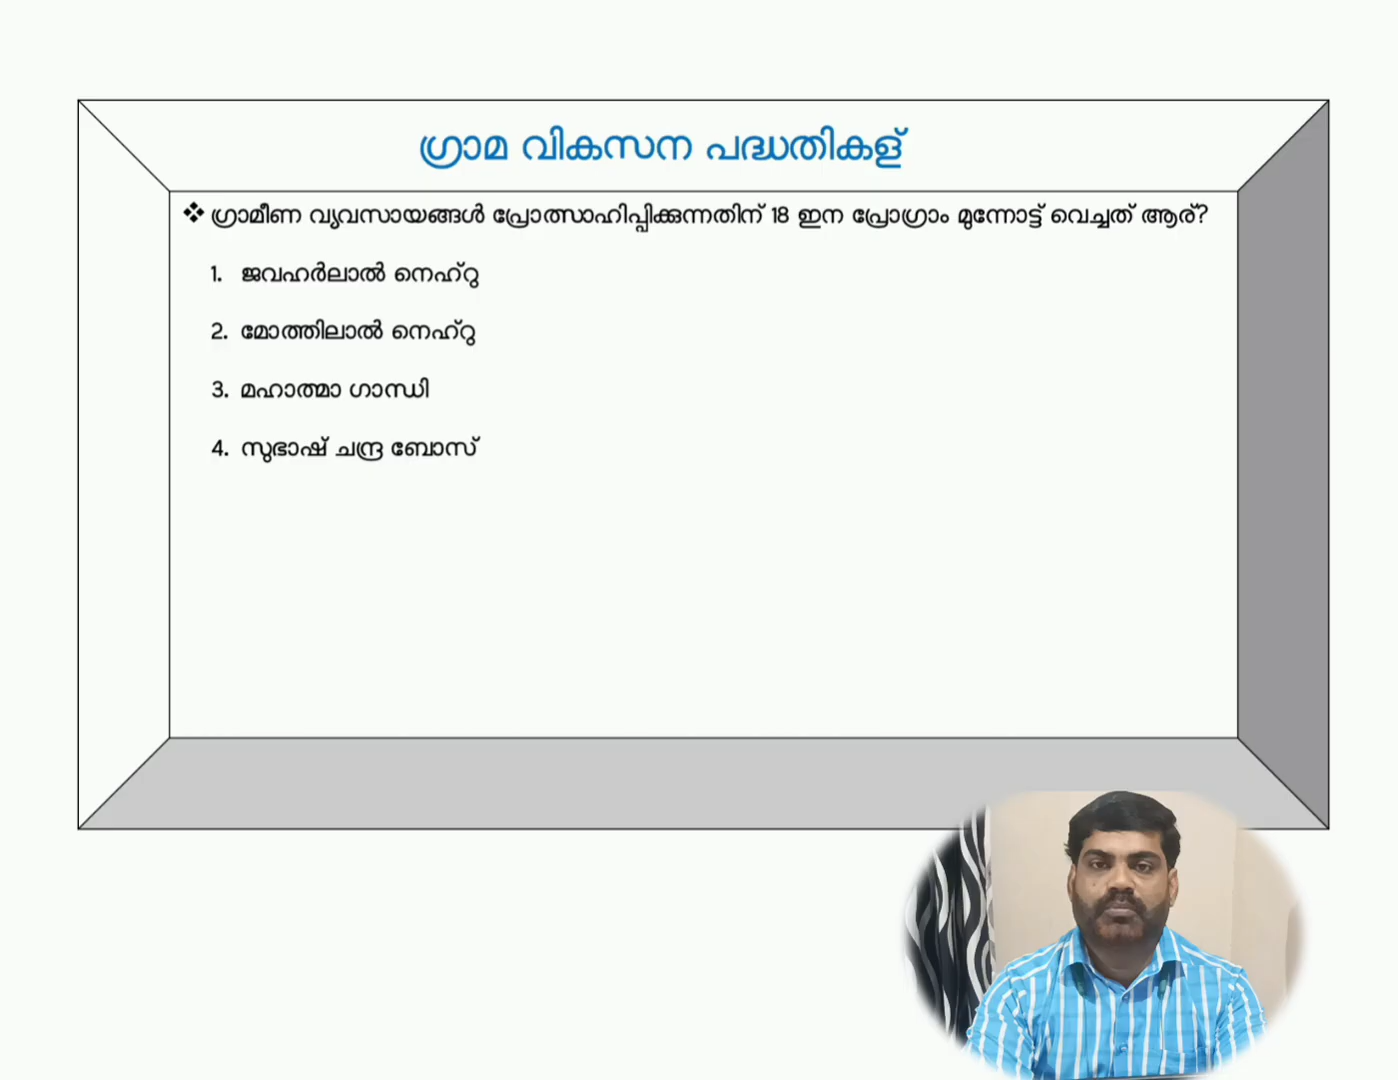 ഗ്രാമ വികസന പദ്ധതികള്
❖ ഗ്രാമീണ വ്യവസായങ്ങൾ പ്രോത്സാഹിപ്പിക്കുന്നതിന് 18 ഇന പ്രോഗ്രാം മുന്നോട്ട് വെച്ചത് ആര്?
1. ജവഹർലാൽ നെഹ്റു
2. മോത്തിലാൽ നെഹ്റു
3. മഹാത്മാ ഗാന്ധി
4. സുഭാഷ് ചന്ദ്ര ബോസ്